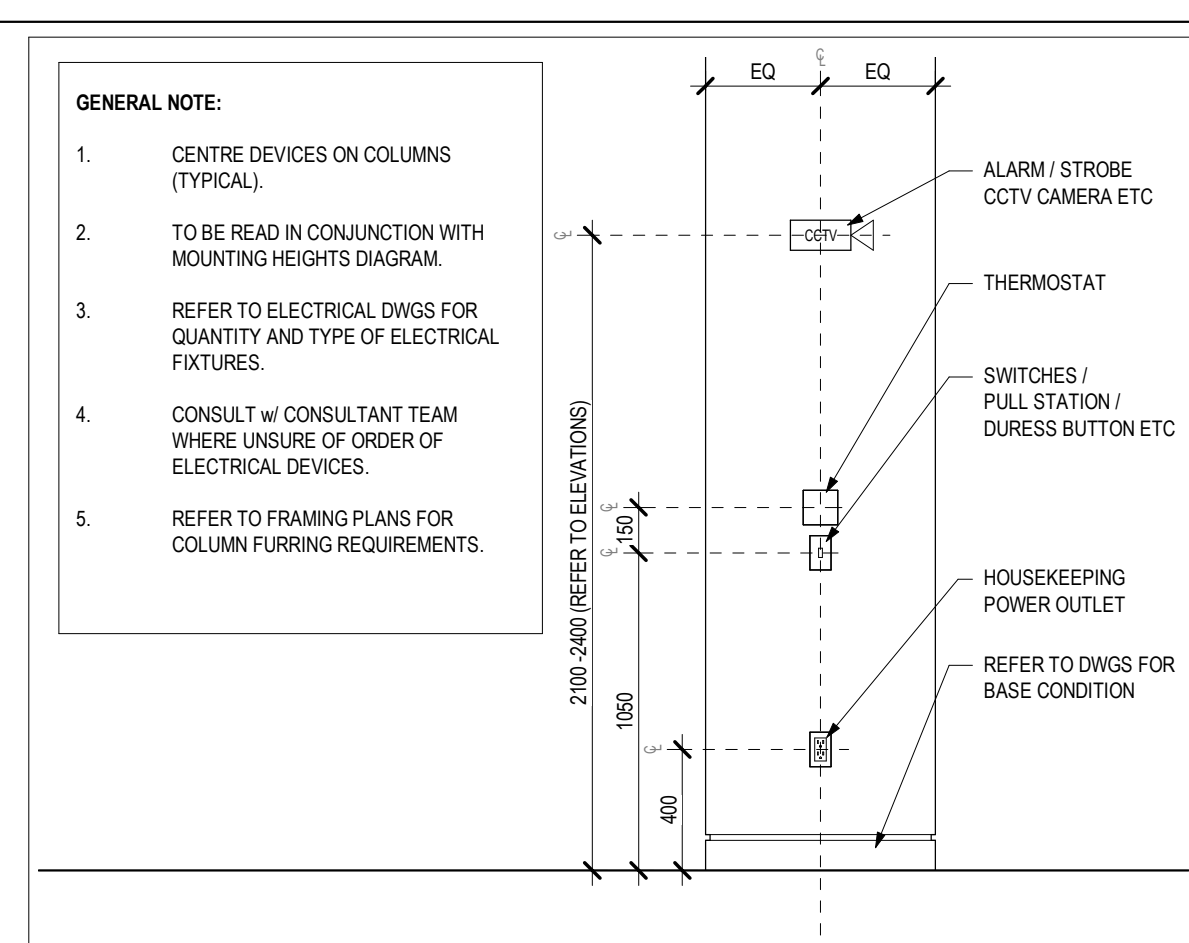 GENERAL NOTE:
1. CENTRE DEVICES ON COLUMNS
(TYPICAL).
2. TO BE READ IN CONJUNCTION WITH
MOUNTING HEIGHTS DIAGRAM.
3. REFER TO ELECTRICAL DWGS FOR
QUANTITY AND TYPE OF ELECTRICAL
FIXTURES.
4. CONSULT w/ CONSULTANT TEAM
WHERE UNSURE OF ORDER OF
ELECTRICAL DEVICES.
5. REFER TO FRAMING PLANS FOR
COLUMN FURRING REQUIREMENTS.
℄
EQ EQ
℄
CCTV
ALARM / STROBE
CCTV CAMERA ETC
THERMOSTAT
SWITCHES /
PULL STATION /
DURESS BUTTON ETC
HOUSEKEEPING
POWER OUTLET
REFER TO DWGS FOR
BASE CONDITION
2100 -2400 (REFER TO ELEVATIONS)
℄
150
℄
1050
℄
400